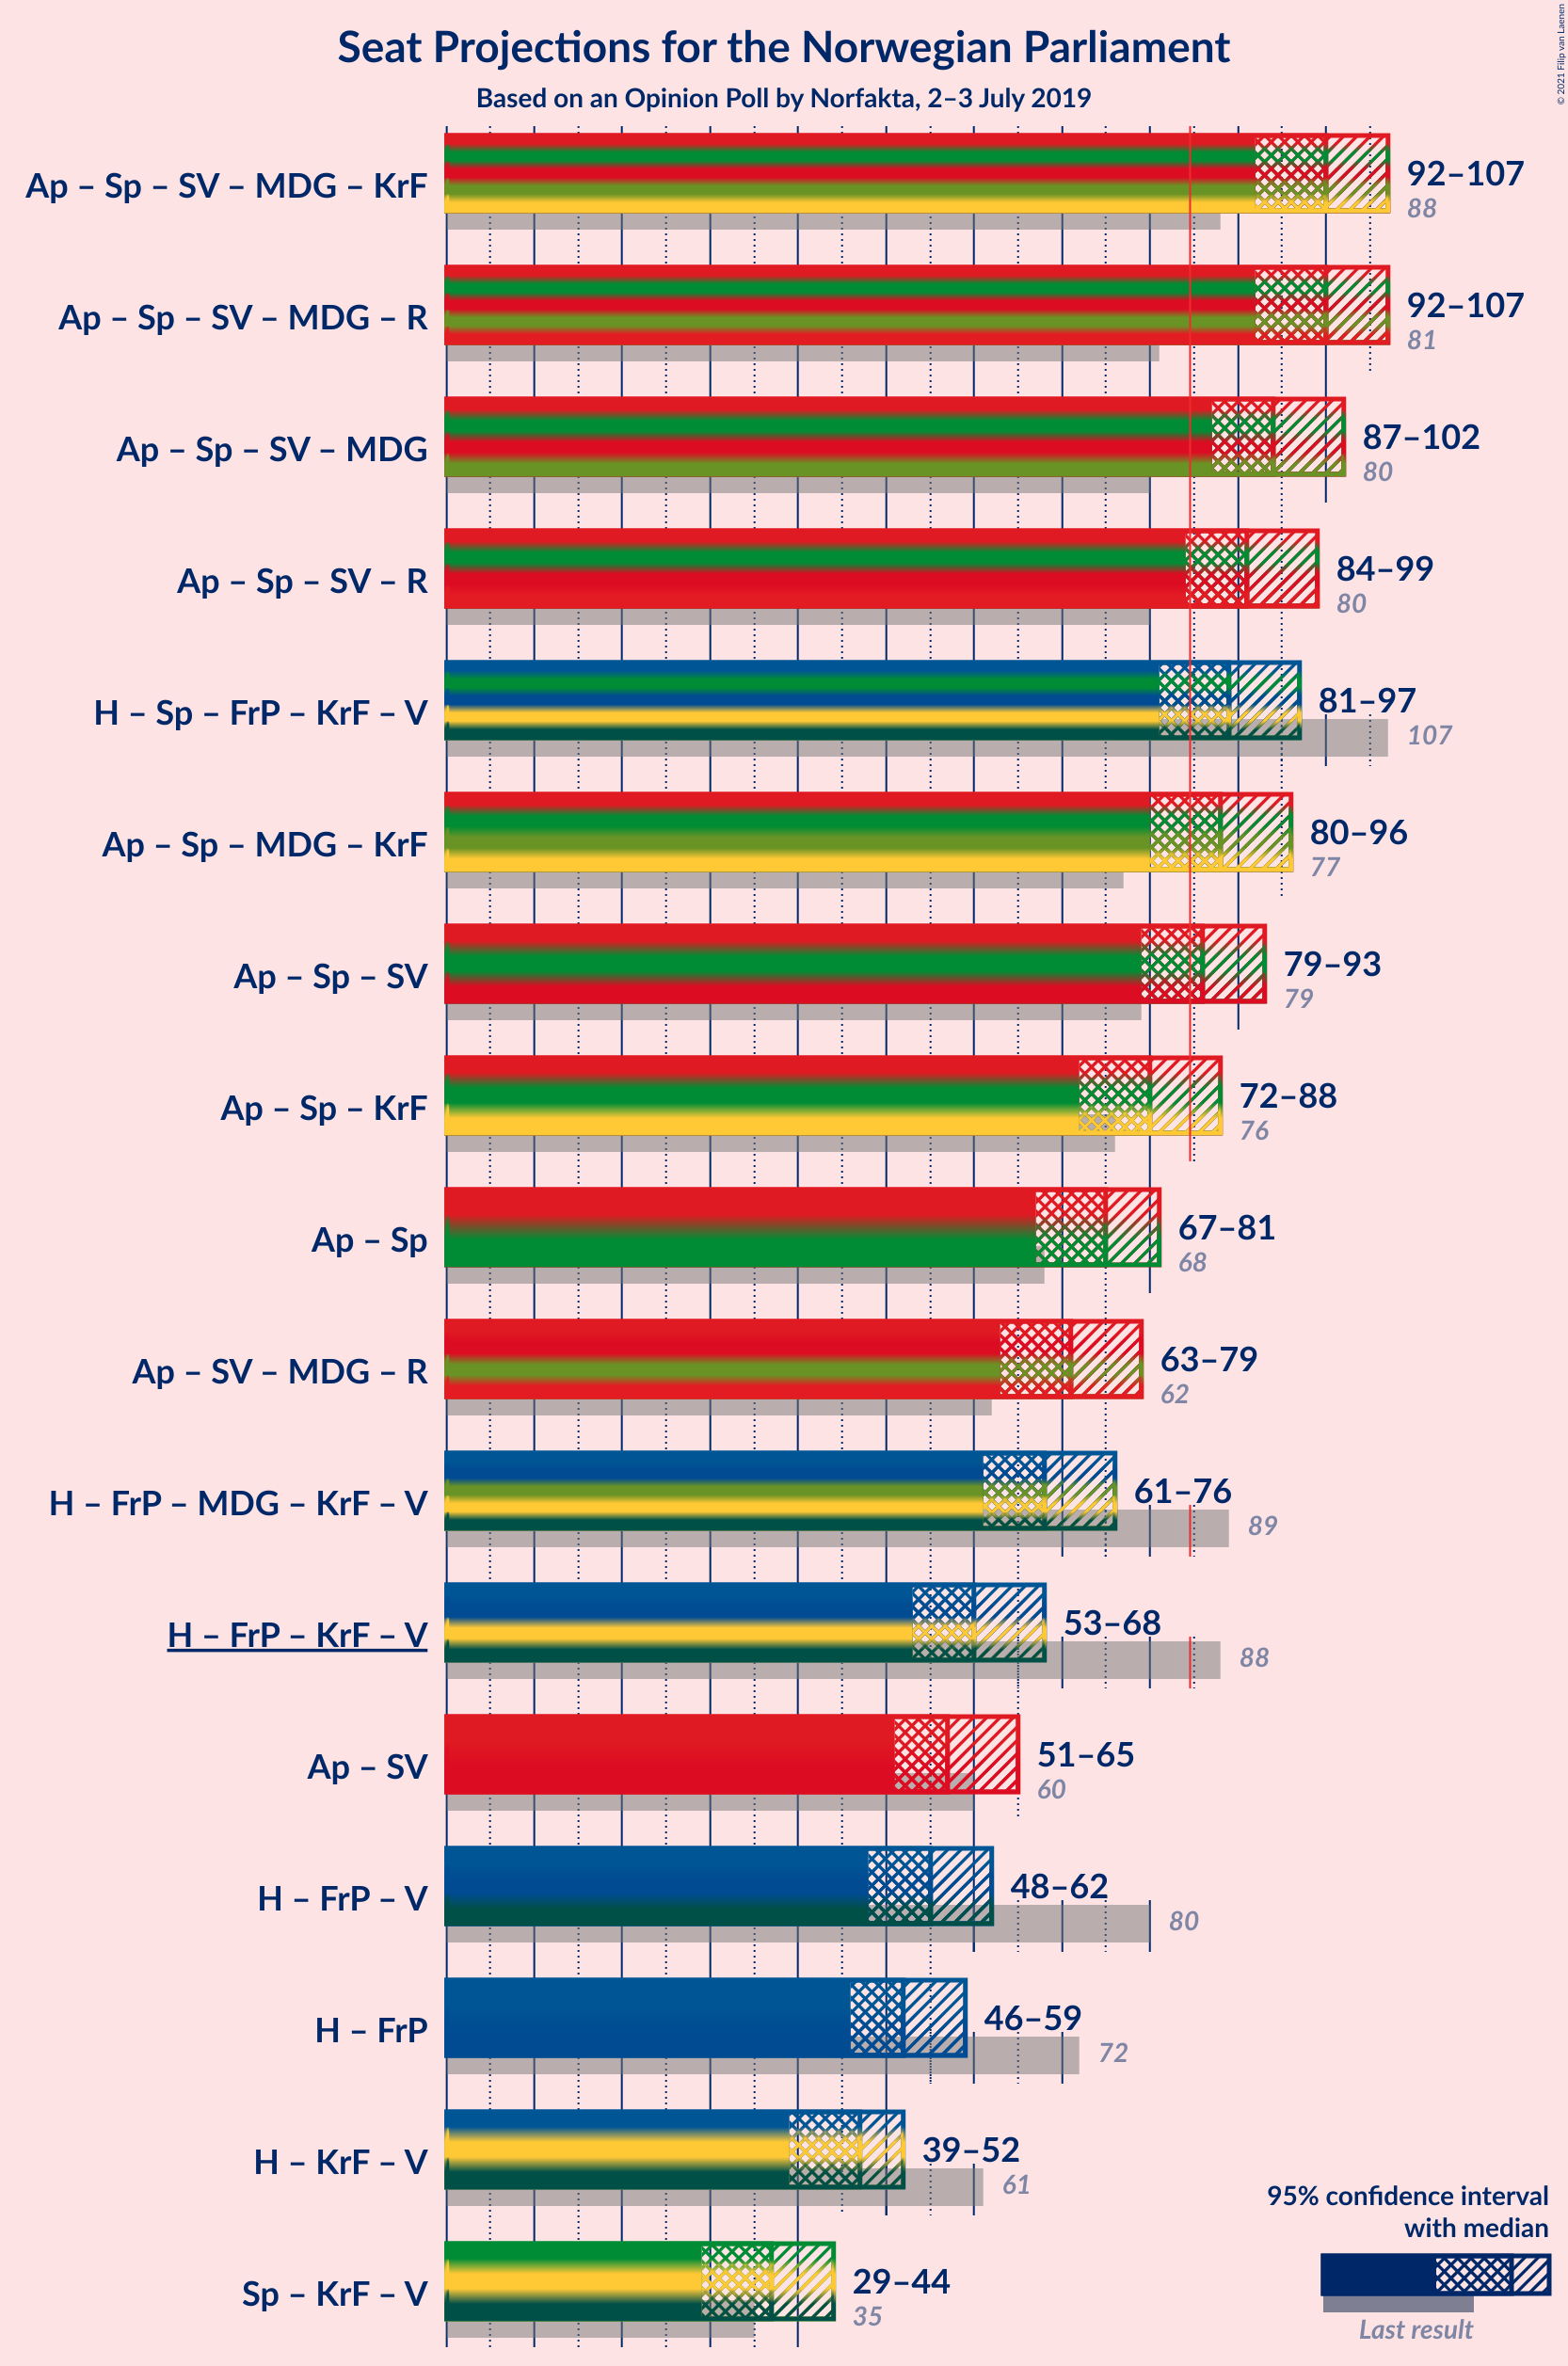 © 2021 Filip van Laenen
Seat Projections for the Norwegian Parliament
Based on an Opinion Poll by Norfakta, 2–3 July 2019
Ap – Sp – SV – MDG – KrF
92–107
88
Ap – Sp – SV – MDG – R
92–107
81
Ap – Sp – SV – MDG
87–102
80
Ap – Sp – SV – R
84–99
80
H – Sp – FrP – KrF – V
81–97
107
Ap – Sp – MDG – KrF
80–96
77
Ap – Sp – SV
79–93
79
Ap – Sp – KrF
72–88
76
Ap – Sp
67–81
68
Ap – SV – MDG – R
63–79
62
H – FrP – MDG – KrF – V
61–76
89
H – FrP – KrF – V
53–68
88
Ap – SV
51–65
60
H – FrP – V
48–62
80
H – FrP
46–59
72
H – KrF – V
39–52
61
Sp – KrF – V
29–44
35
95% confidence interval
with median
Last result